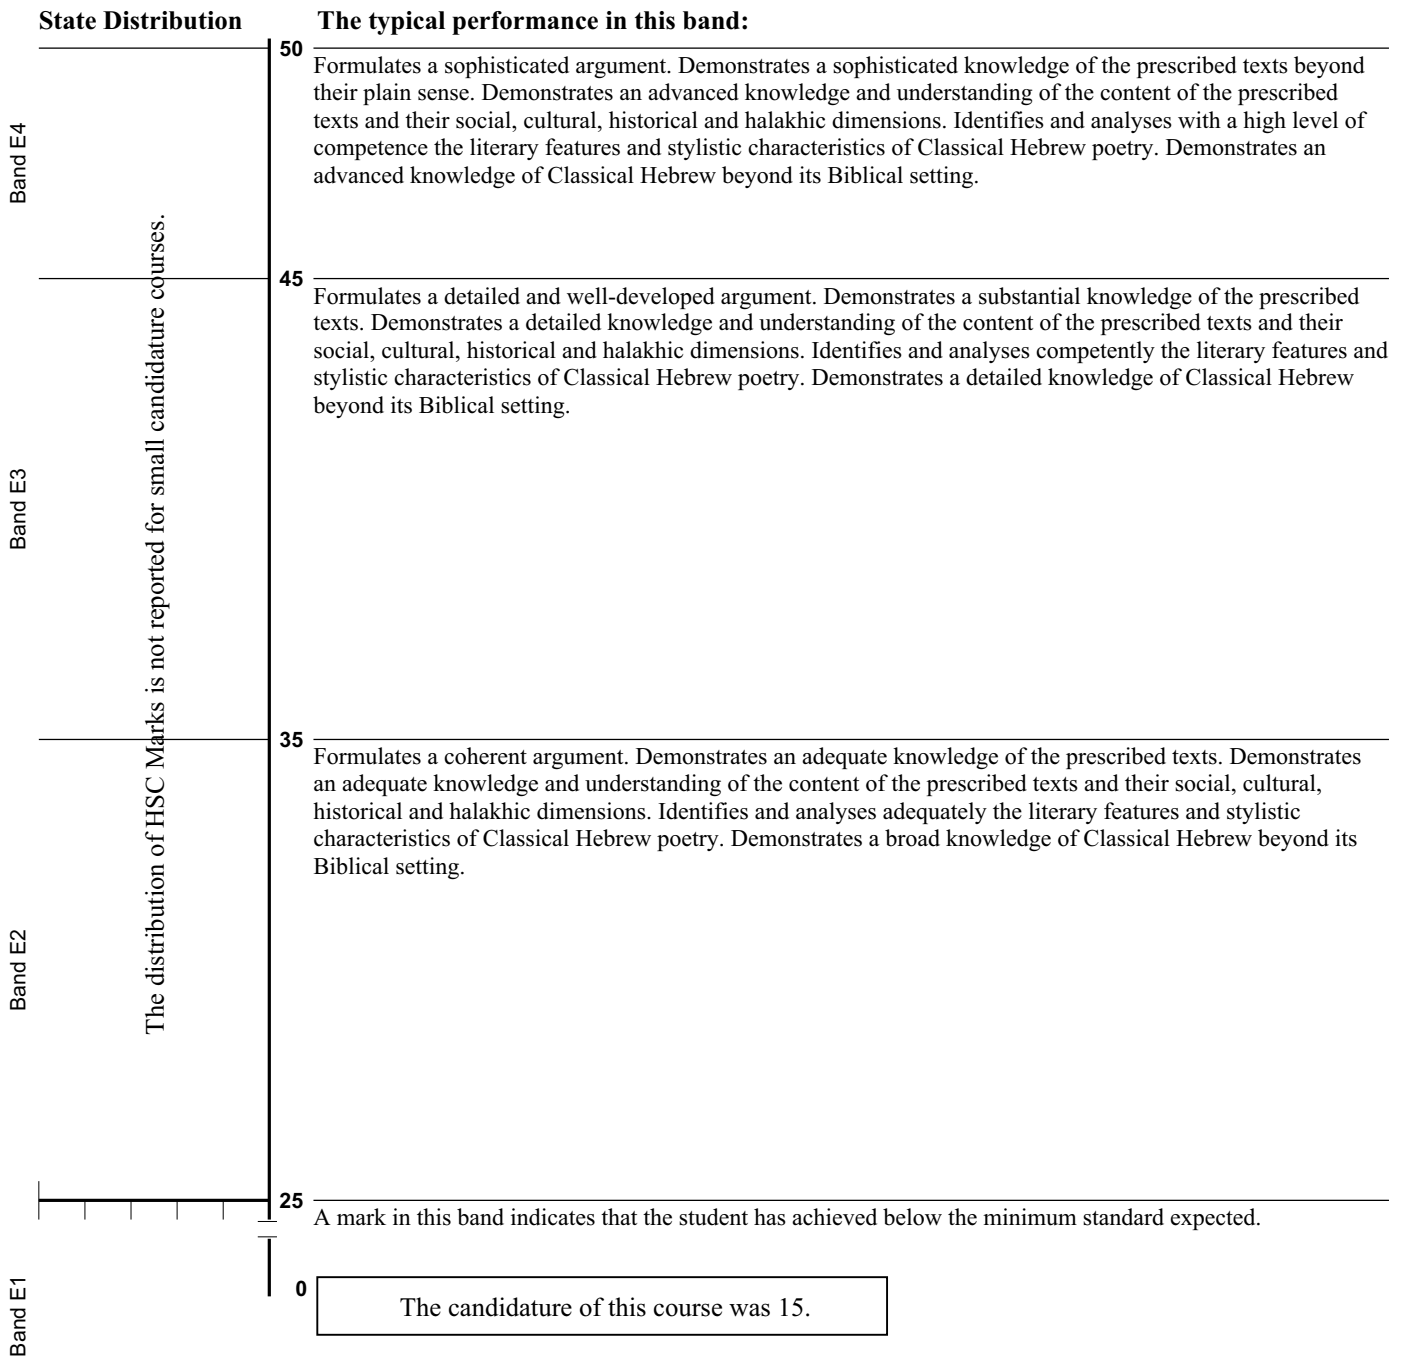 State Distribution
The typical performance in this band:
50
Formulates a sophisticated argument. Demonstrates a sophisticated knowledge of the prescribed texts beyond
their plain sense. Demonstrates an advanced knowledge and understanding of the content of the prescribed
texts and their social, cultural, historical and halakhic dimensions. Identifies and analyses with a high level of
competence the literary features and stylistic characteristics of Classical Hebrew poetry. Demonstrates an
advanced knowledge of Classical Hebrew beyond its Biblical setting.
Band E4
The distribution of HSC Marks is not reported for small candidature courses.
45
Formulates a detailed and well-developed argument. Demonstrates a substantial knowledge of the prescribed
texts. Demonstrates a detailed knowledge and understanding of the content of the prescribed texts and their
social, cultural, historical and halakhic dimensions. Identifies and analyses competently the literary features and
stylistic characteristics of Classical Hebrew poetry. Demonstrates a detailed knowledge of Classical Hebrew
beyond its Biblical setting.
Band E3
35
Formulates a coherent argument. Demonstrates an adequate knowledge of the prescribed texts. Demonstrates
an adequate knowledge and understanding of the content of the prescribed texts and their social, cultural,
historical and halakhic dimensions. Identifies and analyses adequately the literary features and stylistic
characteristics of Classical Hebrew poetry. Demonstrates a broad knowledge of Classical Hebrew beyond its
Biblical setting.
Band E2
25
A mark in this band indicates that the student has achieved below the minimum standard expected.
Band E1
0
The candidature of this course was 15.